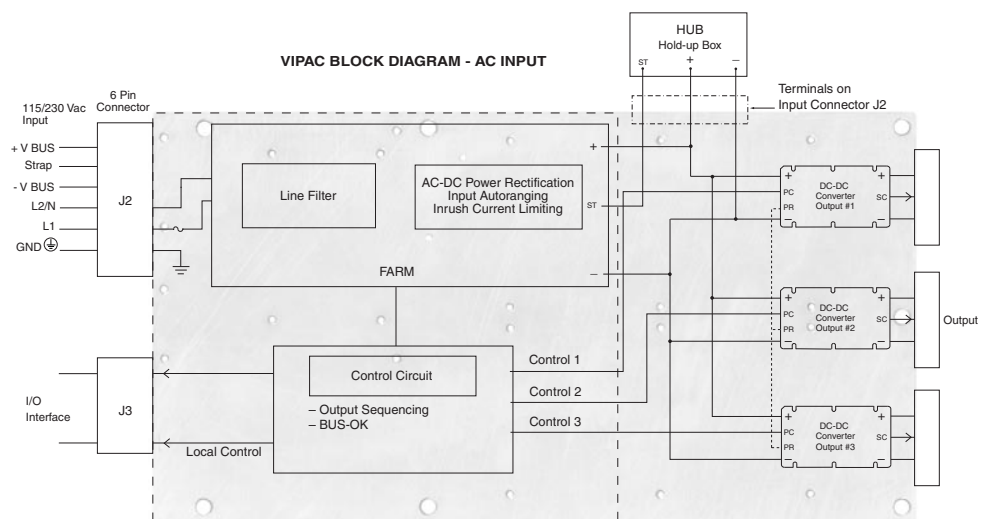 HUB
Hold-up Box
ST + –
VIPAC BLOCK DIAGRAM - AC INPUT
Terminals on
Input Connector J2
6 Pin
Connector
115/230 Vac
Input
+ V BUS
Strap
- V BUS
L2/N
L1
GND
J2
Line Filter
AC-DC Power Rectification
Input Autoranging
Inrush Current Limiting
+
ST
–
FARM
+ +
PC
PR
– –
SC
DC-DC
Converter
Output #1
+ +
PC
PR
– –
SC
DC-DC
Converter
Output #2
Output
+ +
PC
PR
– –
SC
DC-DC
Converter
Output #3
Control 1
Control 2
Control 3
Control Circuit
– Output Sequencing
– BUS-OK
I/O
Interface
J3
Local Control